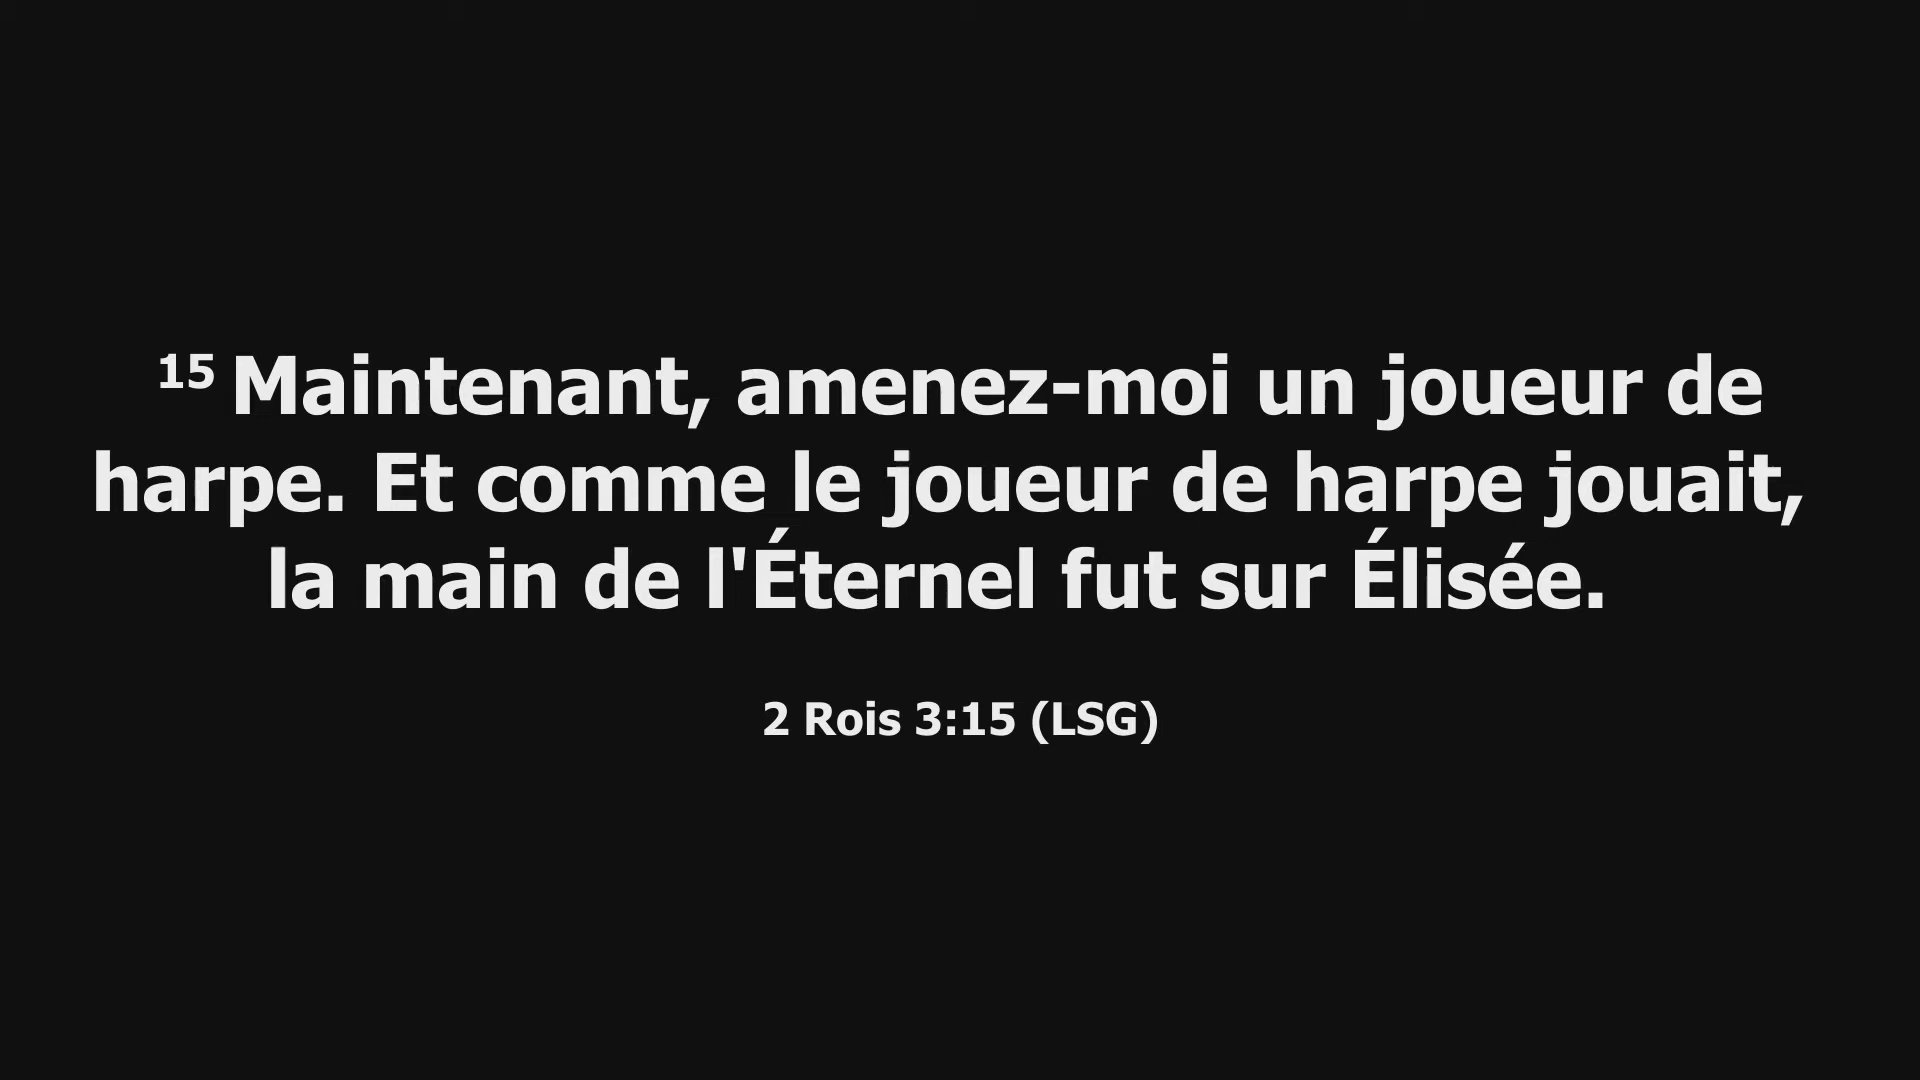 15 Maintenant, amenez-moi un joueur de
harpe. Et comme le joueur de harpe jouait,
la main de l'Éternel fut sur Élisée.
2 Rois 3:15 (LSG)